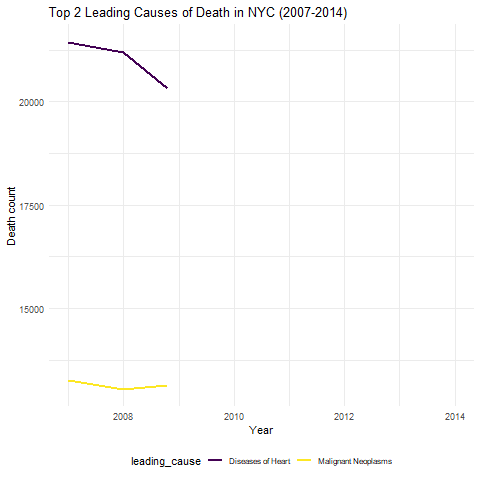 Top 2 Leading Causes of Death in NYC (2007-2014)
Death count
20000
17500
15000
2008 2010 2012 2014
Year
leading_cause Diseases of Heart Malignant Neoplasms